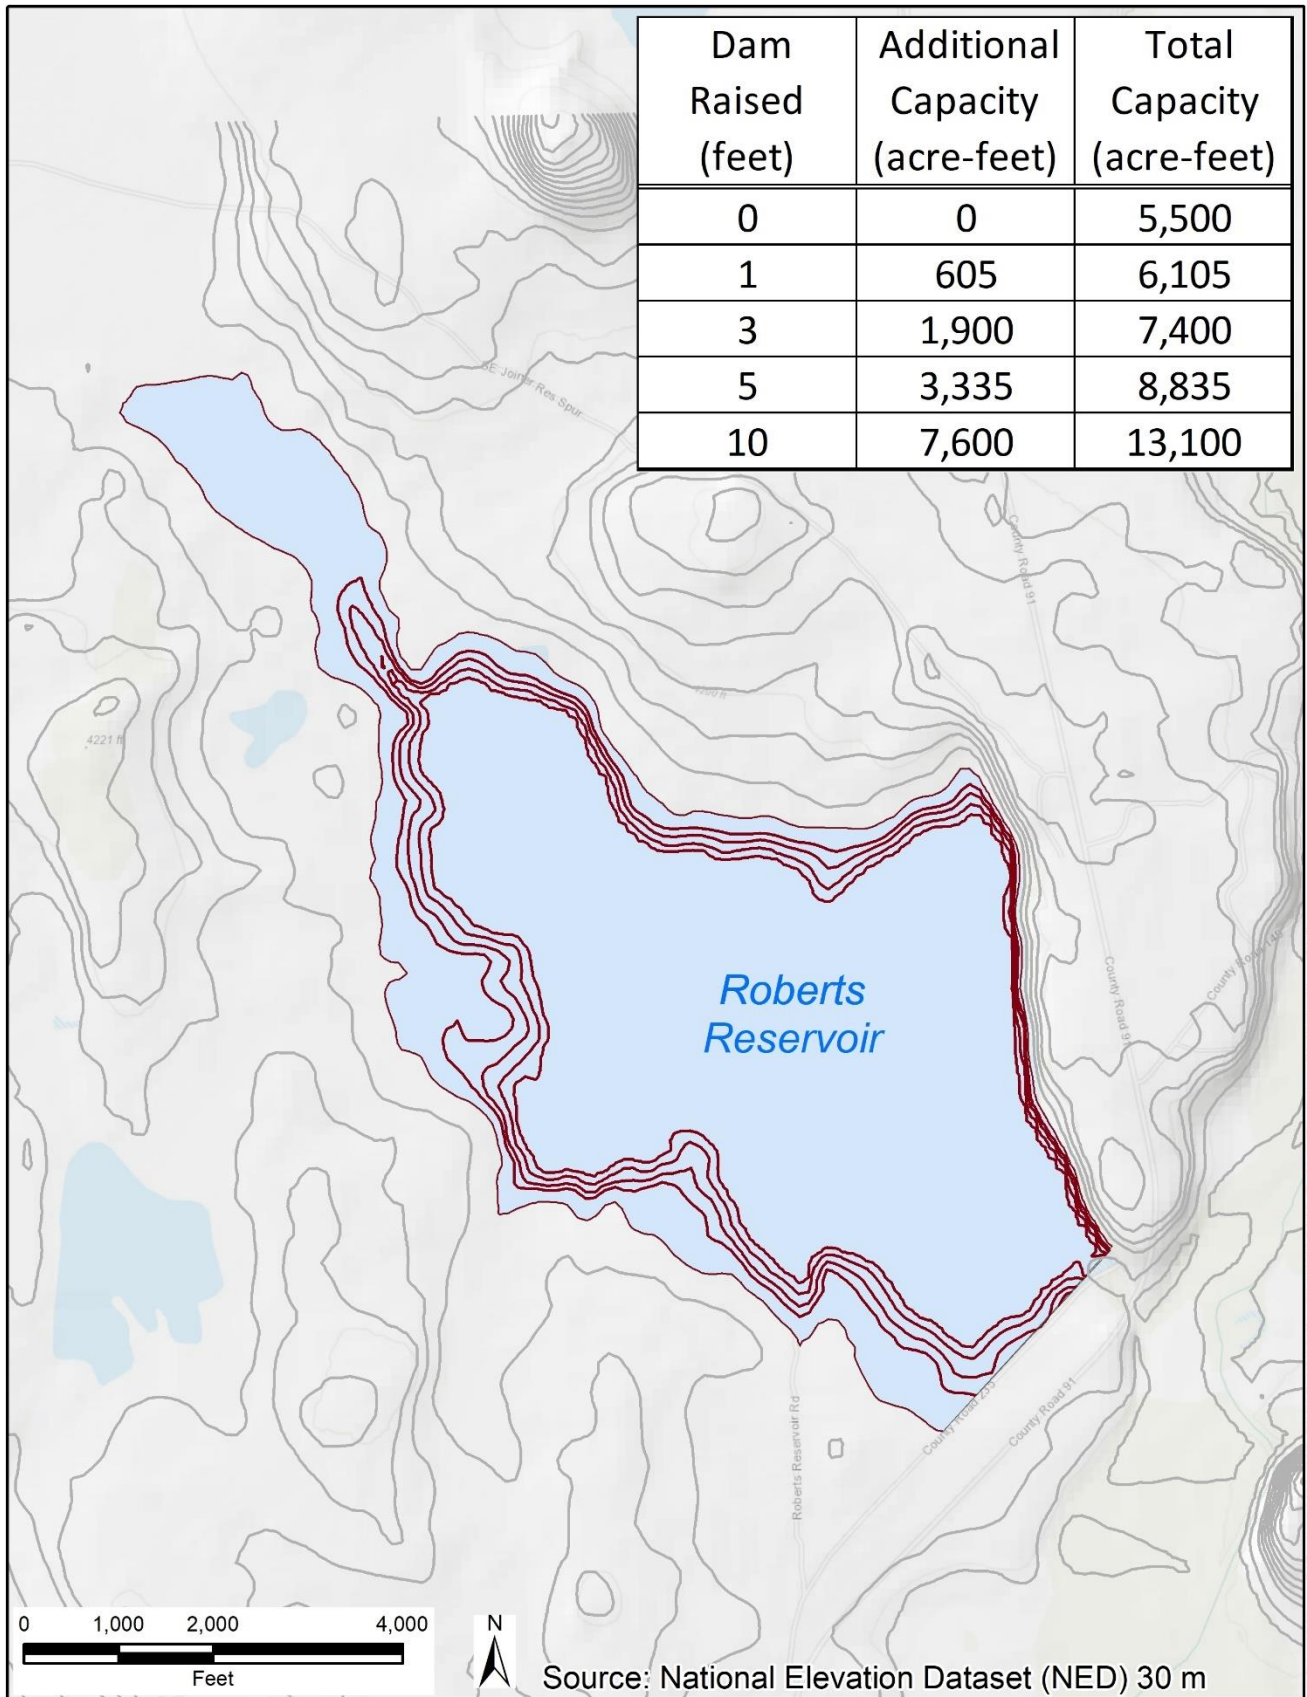 Dam Raised (feet) Additional Capacity (acre-feet) Total Capacity (acre-feet)
0 0 5,500
1 605 6,105
3 1,900 7,400
5 3,335 8,835
10 7,600 13,100
SE Joiner Res Spur
County Road 91
4221 ft
Roberts
Reservoir
County Road 91
County Road 233
County Road 91
Roberts Reservoir Rd
0 1,000 2,000 4,000
Feet
N
Source: National Elevation Dataset (NED) 30 m